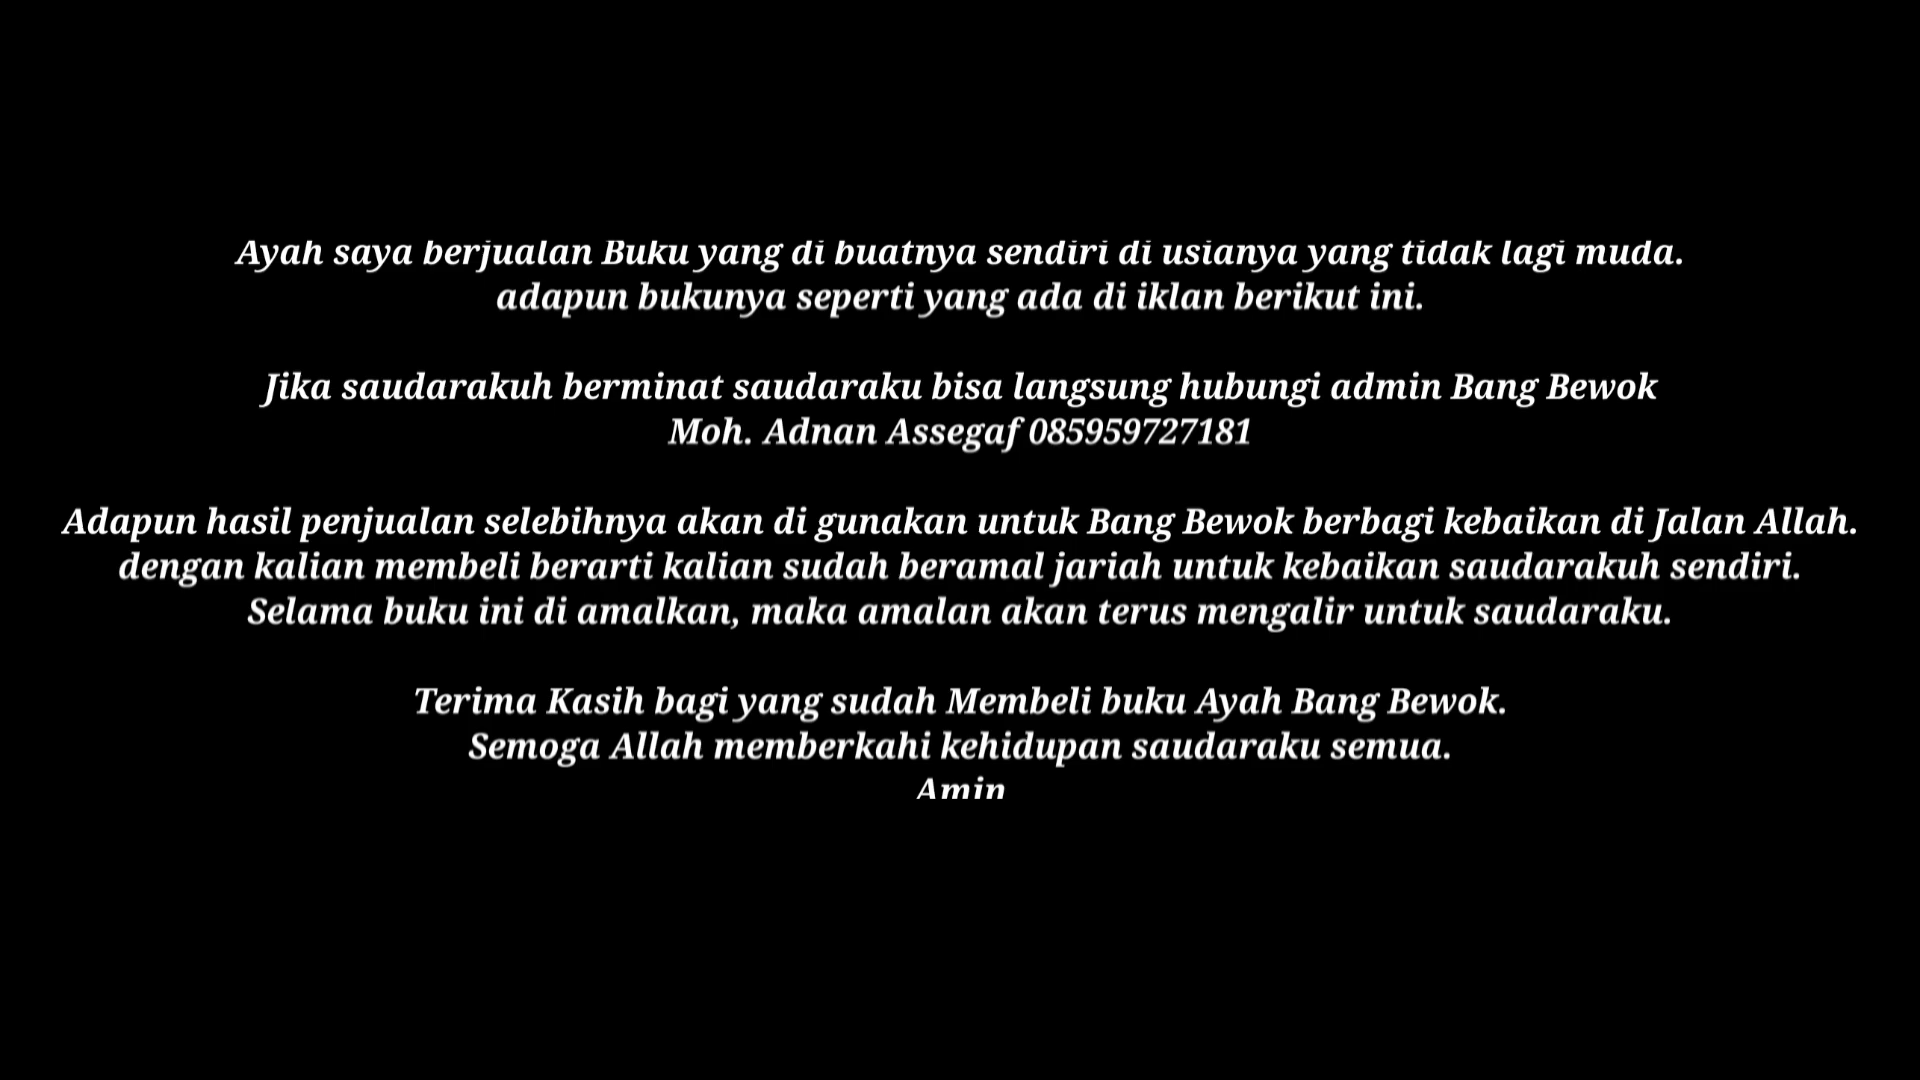 Ayah saya berjualan Buku yang di buatnya sendiri di usianya yang tidak lagi muda.
adapun bukunya seperti yang ada di iklan berikut ini.
Jika saudarakuh berminat saudaraku bisa langsung hubungi admin Bang Bewok
Moh. Adnan Assegaf 085959727181
Adapun hasil penjualan selebihnya akan di gunakan untuk Bang Bewok berbagi kebaikan di Jalan Allah.
dengan kalian membeli berarti kalian sudah beramal jariah untuk kebaikan saudarakuh sendiri.
Selama buku ini di amalkan, maka amalan akan terus mengalir untuk saudaraku.
Terima Kasih bagi yang sudah Membeli buku Ayah Bang Bewok.
Semoga Allah memberkahi kehidupan saudaraku semua.
Amin